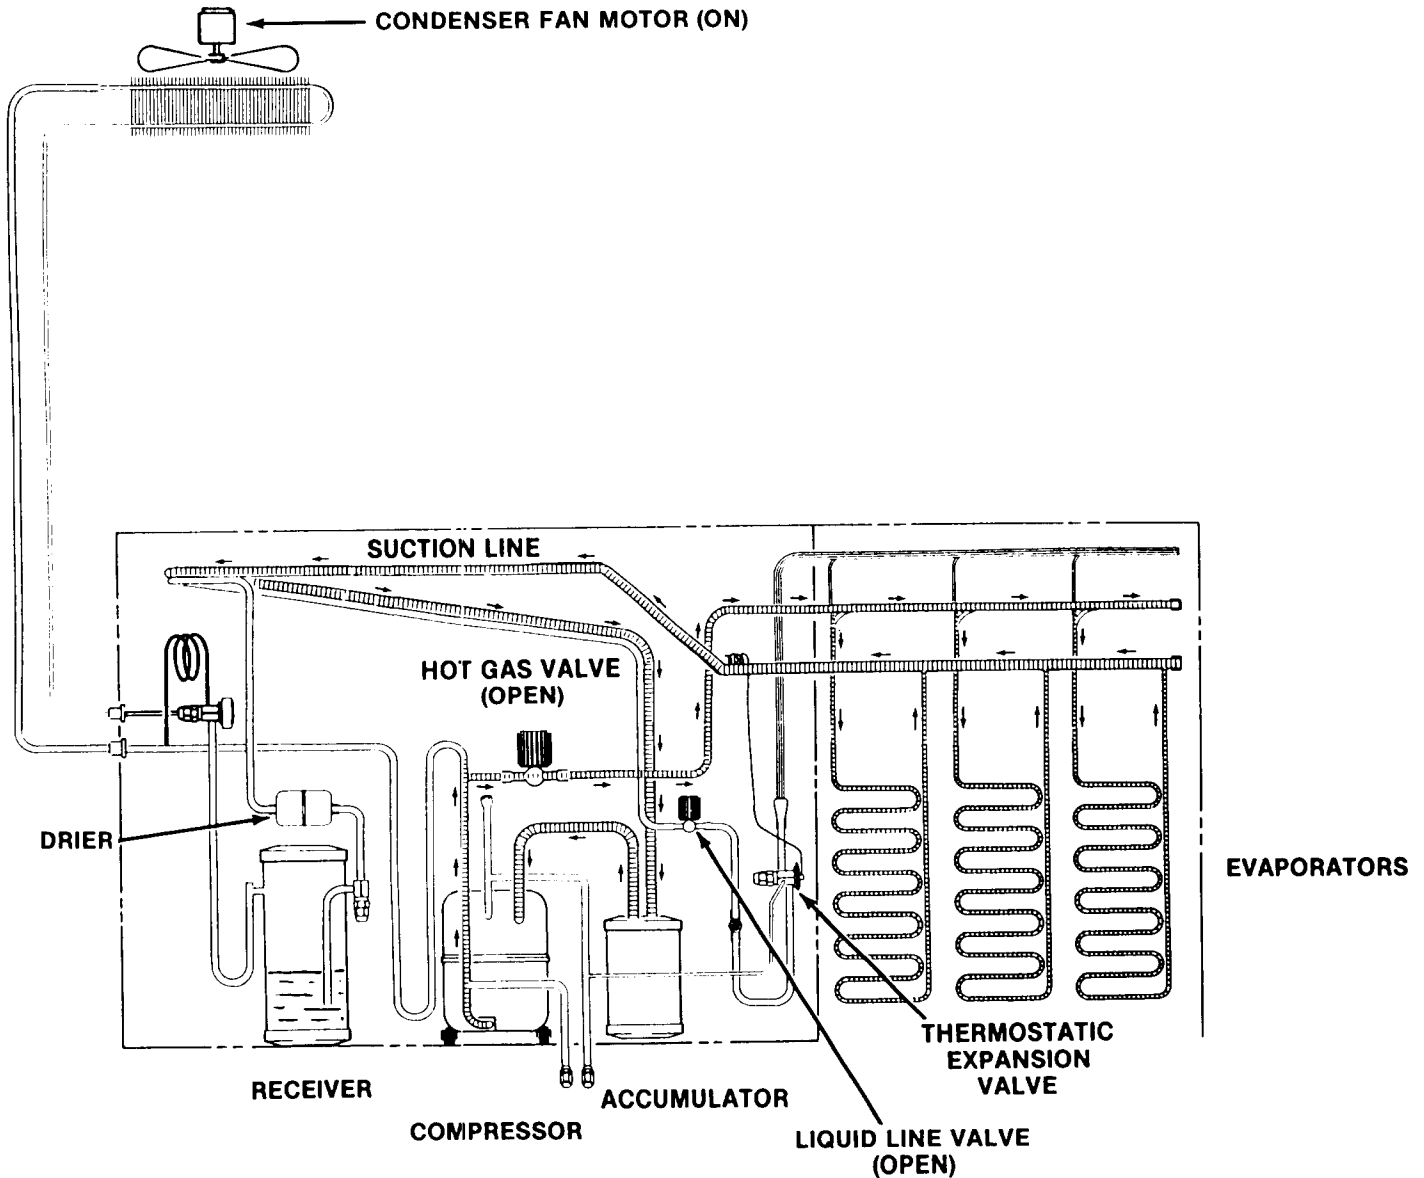 CONDENSER FAN MOTOR (ON)
SUCTION LINE
HOT GAS VALVE
(OPEN)
DRIER
EVAPORATORS
THERMOSTATIC
EXPANSION
VALVE
RECEIVER
ACCUMULATOR
COMPRESSOR
LIQUID LINE VALVE
(OPEN)